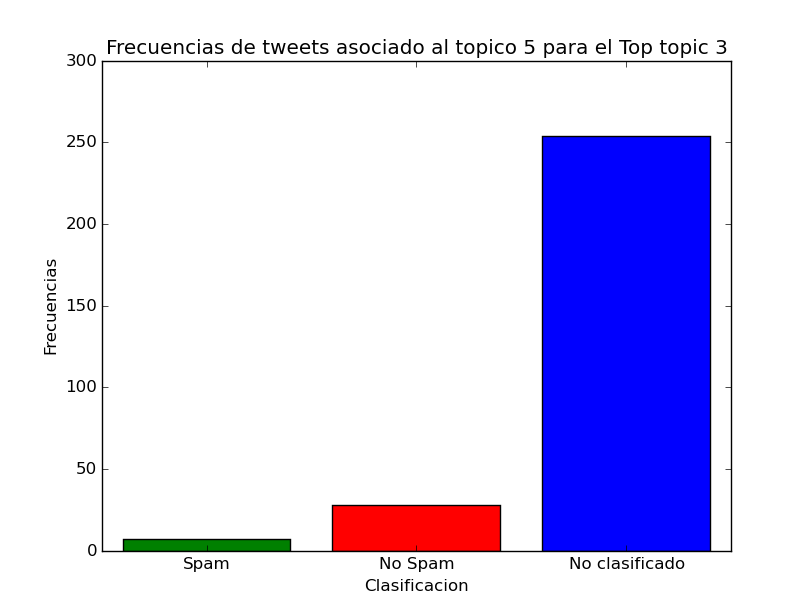 Frecuencias de tweets asociado al topico 5 para el Top topic 3
300
250
200
150
100
50
0
Frecuencias
Spam No Spam No clasificado
Clasificacion